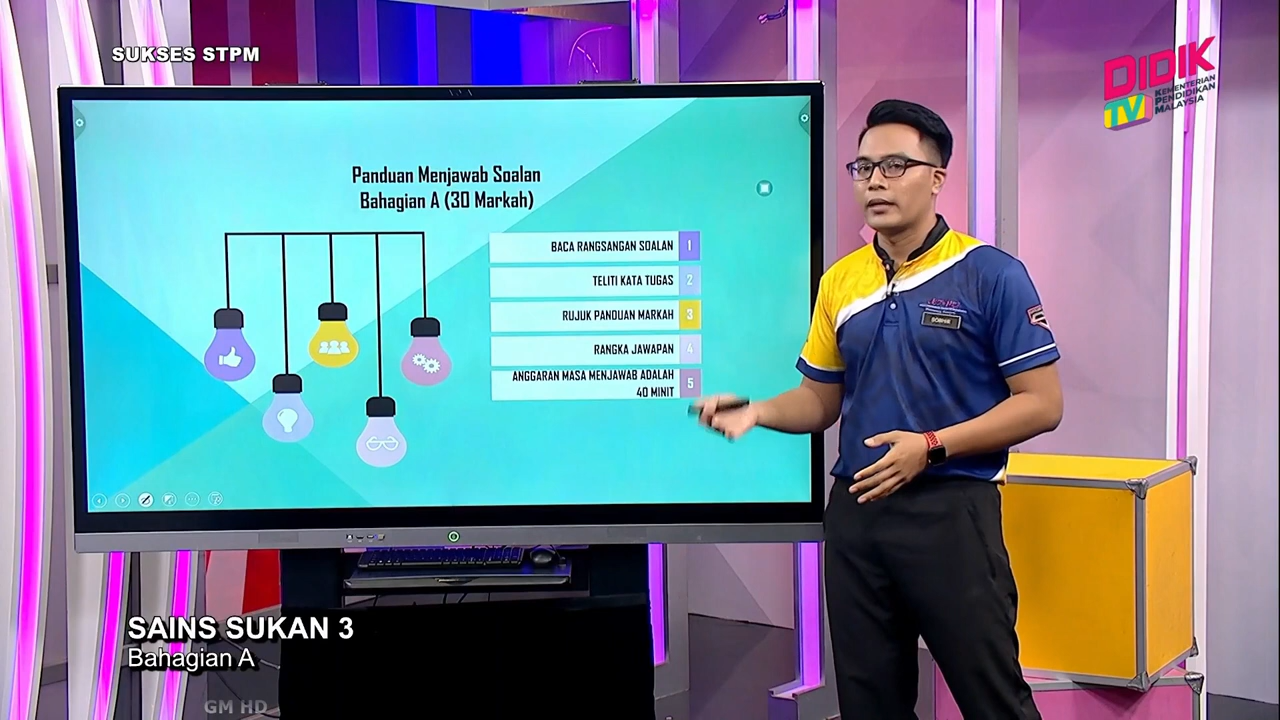 SUKSES STPM
DIDIK
TV
KEMENTERIAN
PENDIDIKAN
MALAYSIA
Panduan Menjawab Soalan
Bahagian A (30 Markah)
BACA RANGSANGAN SOALAN 1
TELITI KATA TUGAS 2
RUJUK PANDUAN MARKAH 3
RANGKA JAWAPAN 4
ANGGARAN MASA MENJAWAB ADALAH
40 MINIT 5
SAINS SUKAN 3
Bahagian A
GM HD